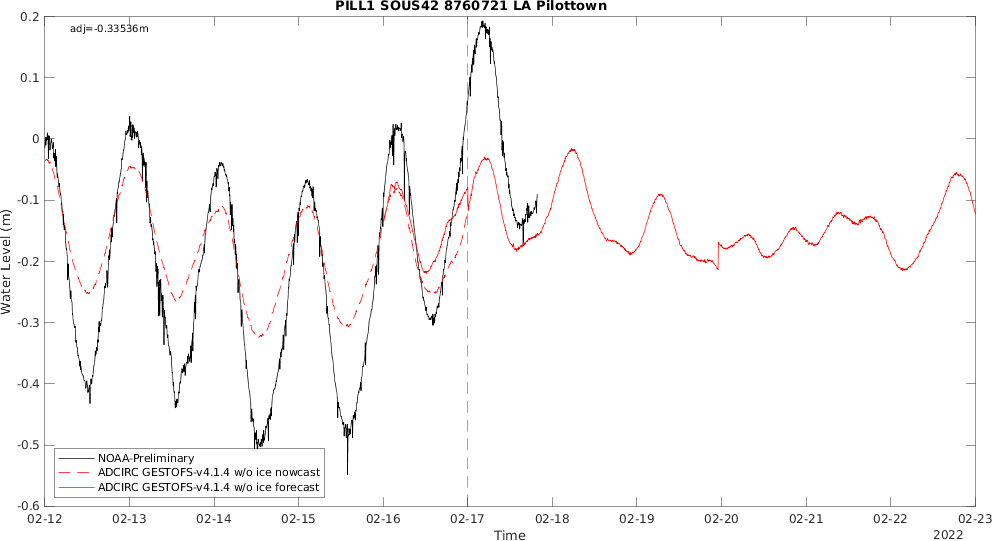 PILL1 SOUS42 8760721 LA Pilottown
adj=-0.33536m
0.2
0.1
0
-0.1
-0.2
-0.3
-0.4
-0.5
-0.6
Water Level (m)
NOAA-Preliminary
ADCIRC GESTOFS-v4.1.4 w/o ice nowcast
ADCIRC GESTOFS-v4.1.4 w/o ice forecast
02-12 02-13 02-14 02-15 02-16 02-17 02-18 02-19 02-20 02-21 02-22 02-23
Time
2022